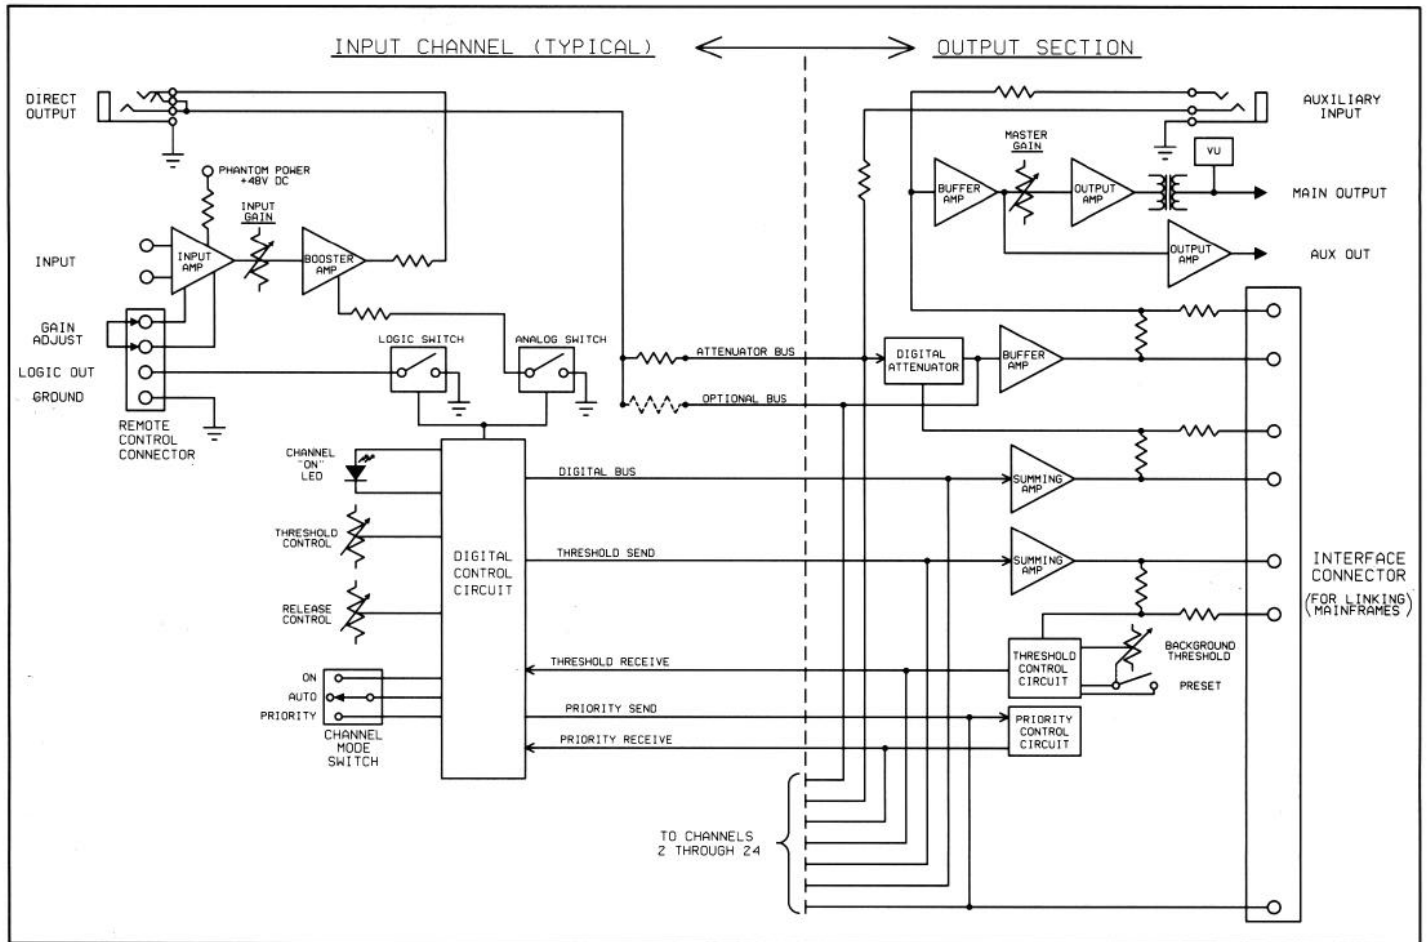 INPUT CHANNEL (TYPICAL)
OUTPUT SECTION
DIRECT
OUTPUT
AUXILIARY
INPUT
PHANTOM POWER
+48V DC
INPUT
GAIN
MASTER
GAIN
VU
BUFFER
AMP
OUTPUT
AMP
MAIN OUTPUT
INPUT
INPUT
AMP
BOOSTER
AMP
OUTPUT
AMP
AUX OUT
GAIN
ADJUST
LOGIC OUT
GROUND
REMOTE
CONTROL
CONNECTOR
LOGIC SWITCH
ANALOG SWITCH
ATTENUATOR BUS
DIGITAL
ATTENUATOR
BUFFER
AMP
OPTIONAL BUS
CHANNEL
"ON"
LED
DIGITAL BUS
SUMMING
AMP
THRESHOLD
CONTROL
DIGITAL
CONTROL
CIRCUIT
THRESHOLD SEND
SUMMING
AMP
INTERFACE
CONNECTOR
(FOR LINKING
MAINFRAMES)
RELEASE
CONTROL
THRESHOLD RECEIVE
THRESHOLD
CONTROL
CIRCUIT
BACKGROUND
THRESHOLD
PRESET
ON
AUTO
PRIORITY
CHANNEL
MODE
SWITCH
PRIORITY SEND
PRIORITY RECEIVE
PRIORITY
CONTROL
CIRCUIT
TO CHANNELS
2 THROUGH 24